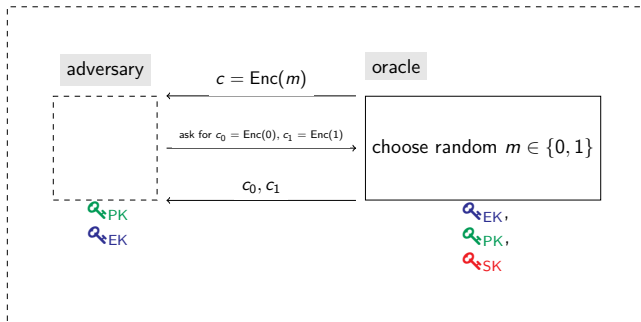 adversary
oracle
c = Enc(m)
ask for c₀ = Enc(0), c₁ = Enc(1)
choose random m ∈ {0, 1}
c₀, c₁
PK
EK
EK,
PK,
SK